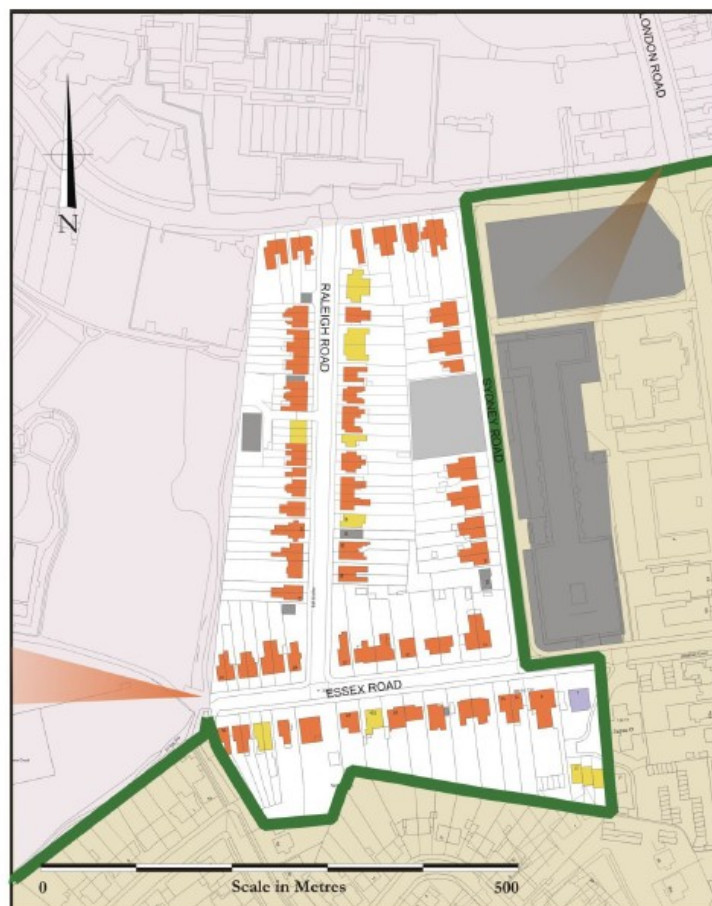 LONDON ROAD
N
RALEIGH ROAD
SYDNEY ROAD
ESSEX ROAD
0
Scale in Metres
500